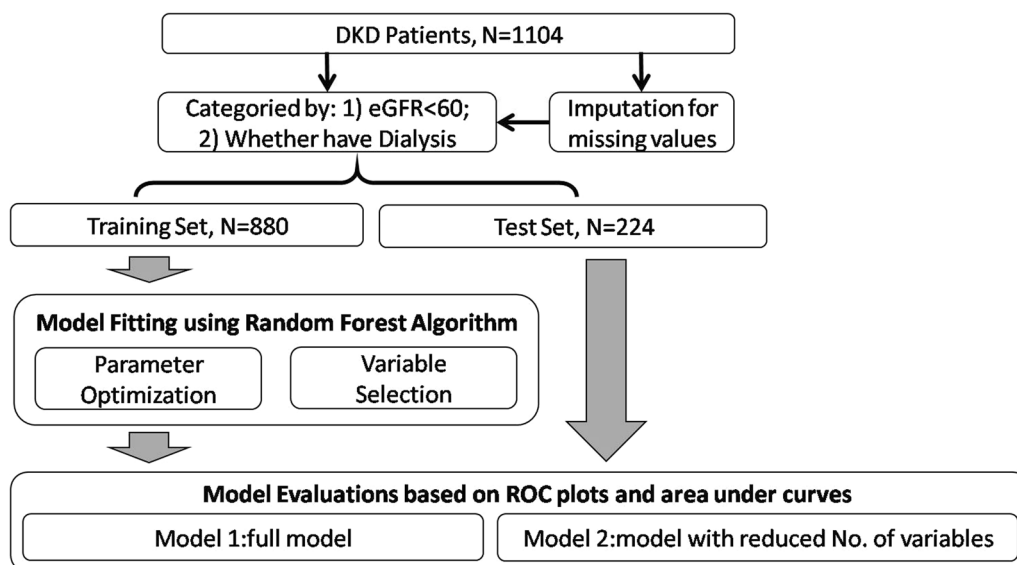 DKD Patients, N=1104
Categoried by: 1) eGFR<60;
2) Whether have Dialysis
Imputation for
missing values
Training Set, N=880
Test Set, N=224
Model Fitting using Random Forest Algorithm
Parameter
Optimization
Variable
Selection
Model Evaluations based on ROC plots and area under curves
Model 1:full model
Model 2:model with reduced No. of variables